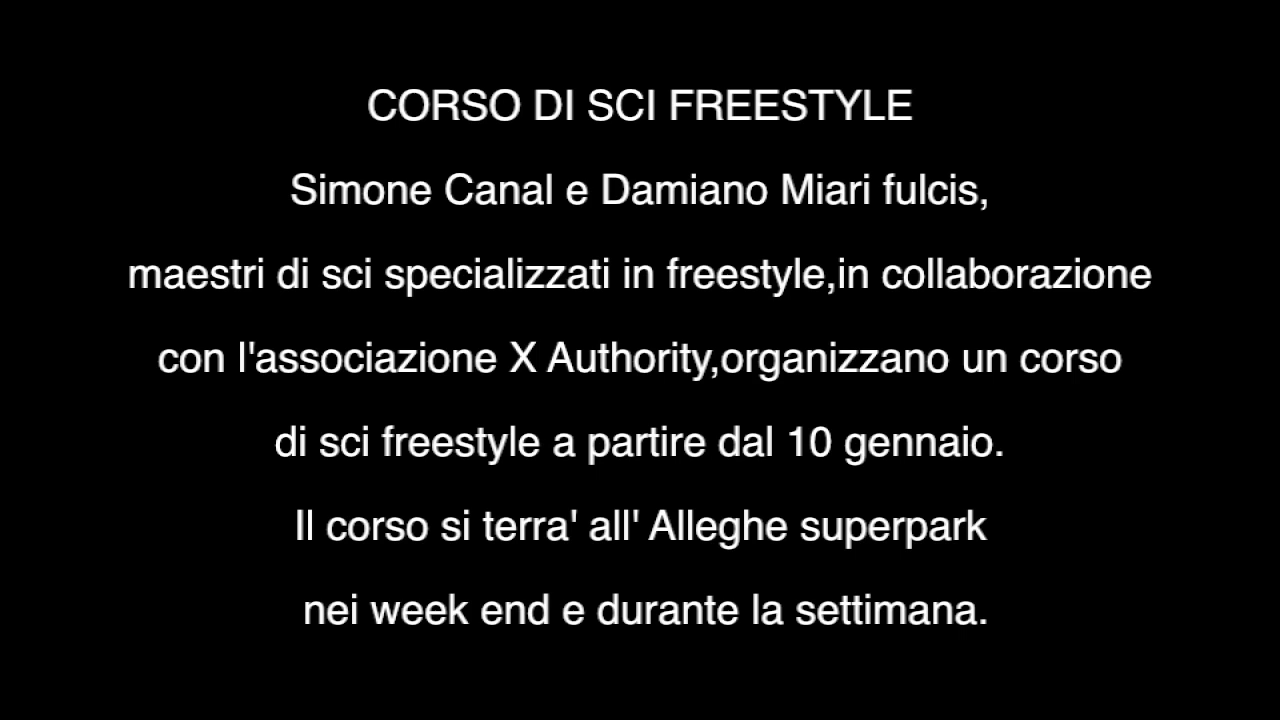 CORSO DI SCI FREESTYLE
Simone Canal e Damiano Miari fulcis,
maestri di sci specializzati in freestyle,in collaborazione
con l'associazione X Authority,organizzano un corso
di sci freestyle a partire dal 10 gennaio.
Il corso si terra' all' Alleghe superpark
nei week end e durante la settimana.